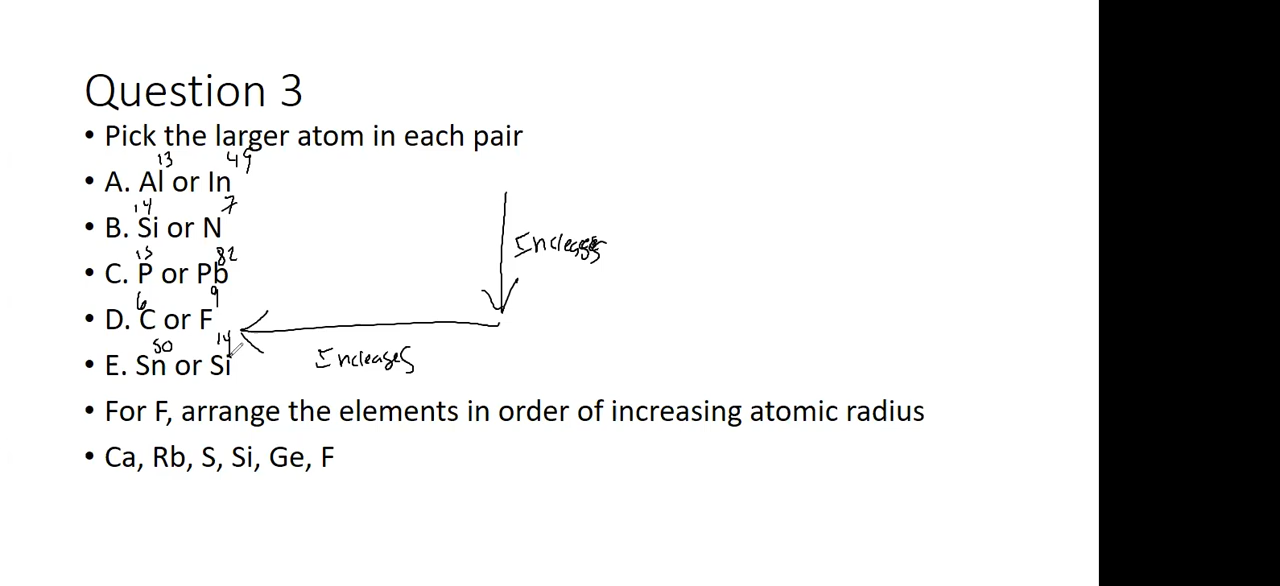 Question 3
• Pick the larger atom in each pair
13 49
• A. Al or In
14 7
• B. Si or N
15 82
• C. P or Pb
6 9
• D. C or F
50 14
• E. Sn or Si
Increases
Increases
• For F, arrange the elements in order of increasing atomic radius
• Ca, Rb, S, Si, Ge, F